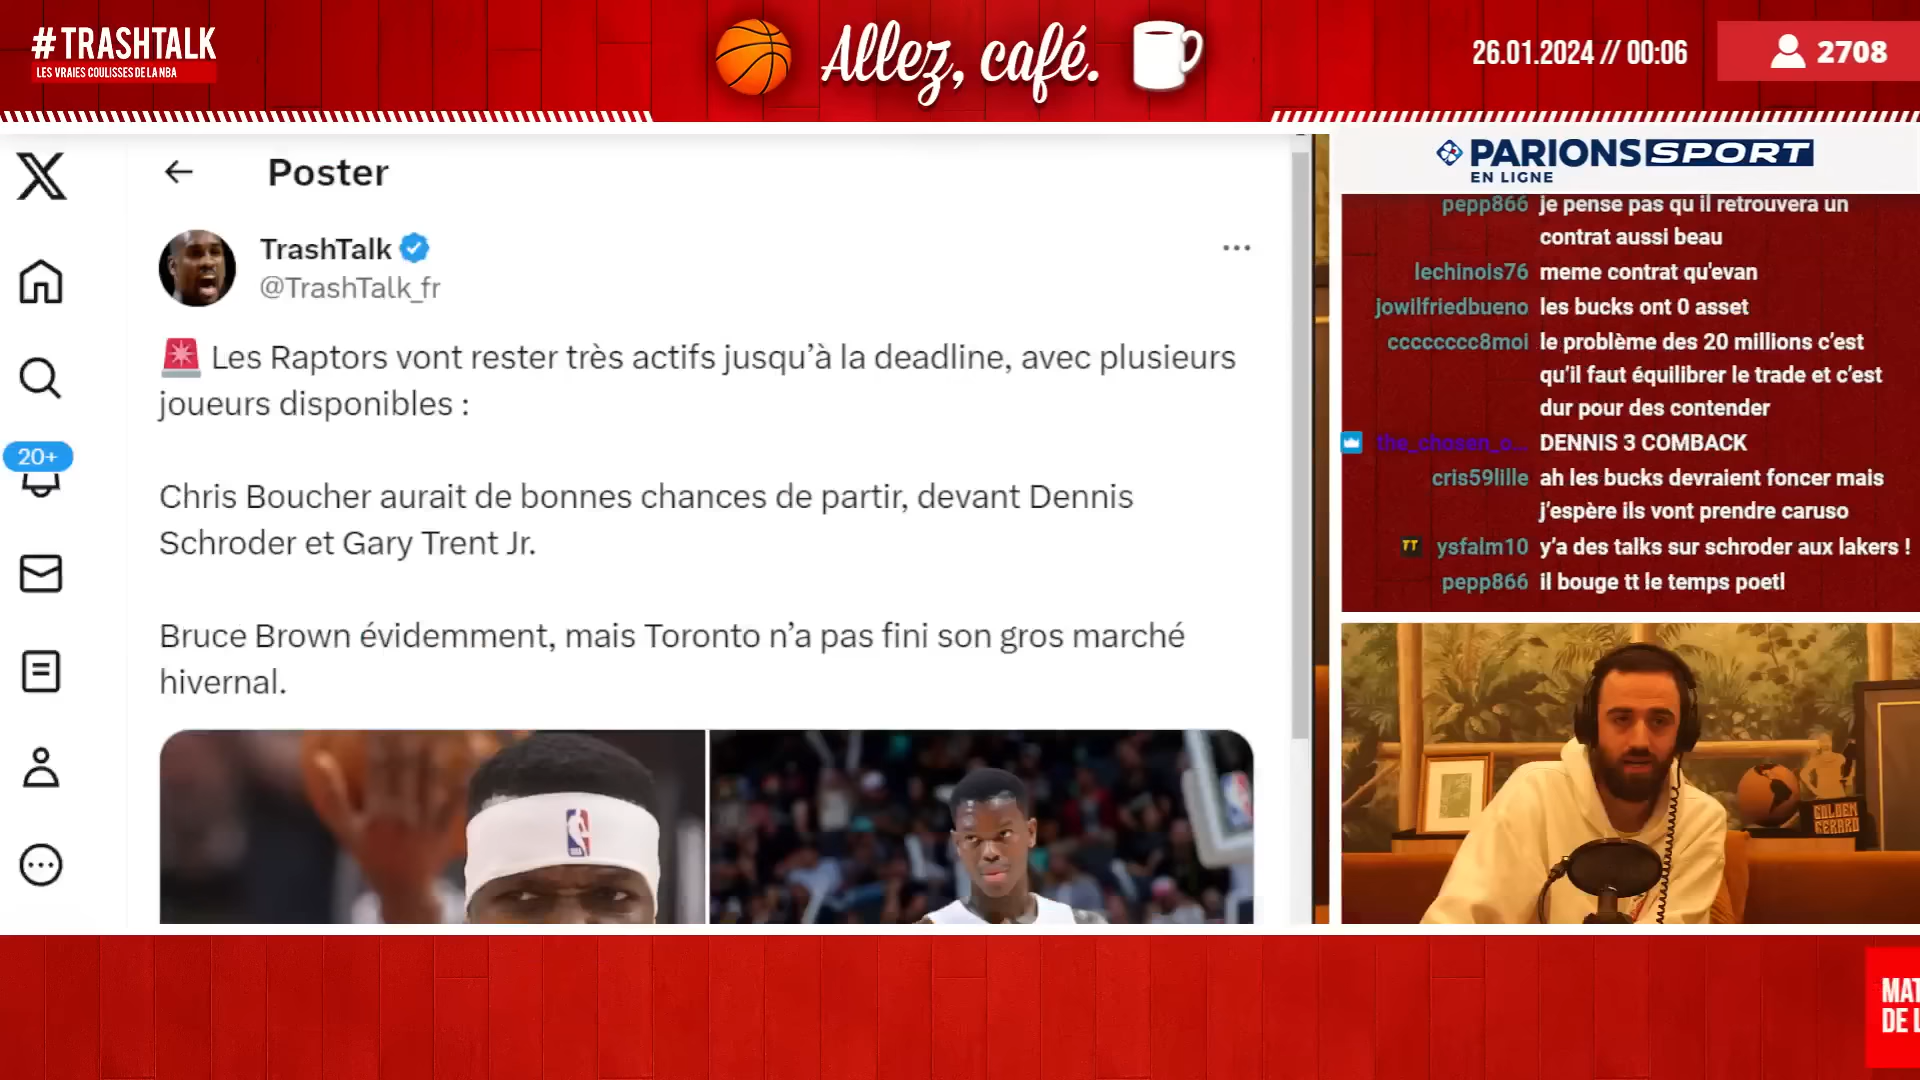 #TRASHTALK
LES VRAIES COULISSES DE LA NBA
Allez, café.
26.01.2024 // 00:06
2708
Poster
TrashTalk
@TrashTalk_fr
20+
🚨 Les Raptors vont rester très actifs jusqu’à la deadline, avec plusieurs
joueurs disponibles :
Chris Boucher aurait de bonnes chances de partir, devant Dennis
Schroder et Gary Trent Jr.
Bruce Brown évidemment, mais Toronto n’a pas fini son gros marché
hivernal.
PARIONS SPORT
EN LIGNE
pepp866 je pense pas qu il retrouvera un
contrat aussi beau
lechinois76 meme contrat qu'evan
jowilfriedbueno les bucks ont 0 asset
cccccccc8moi le problème des 20 millions c’est
qu’il faut équilibrer le trade et c’est
dur pour des contender
the_chosen_o... DENNIS 3 COMBACK
cris59lille ah les bucks devraient foncer mais
j’espère ils vont prendre caruso
TT ysfalm10 y’a des talks sur schroder aux lakers !
pepp866 il bouge tt le temps poetl
GOLDEN
GERARD
MAT
DE L